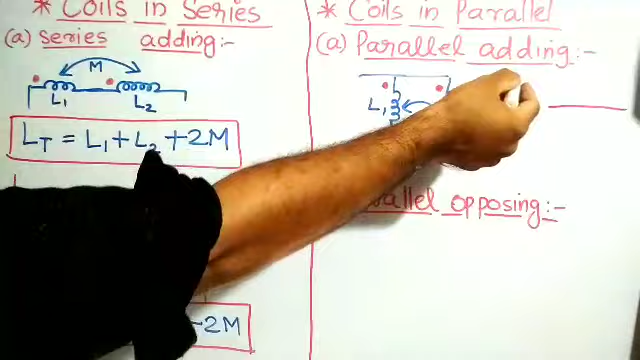 * Coils in Series
(a) series adding:-
M
L1 L2
LT = L1 + L2 + 2M
- 2M
* Coils in Parallel
(a) Parallel adding:-
L1
opposing:-